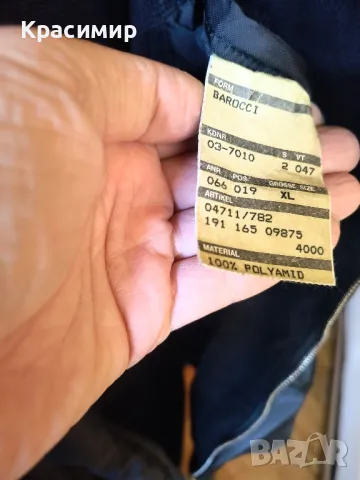 Красимир
FORM
BAROCCI
KDNR. S VT
03-7010 2 047
ANR. POS. GROSSE SIZE
066 019 XL
ARTIKEL
04711/782
191 165 09875
4000
MATERIAL
100% POLYAMID
BAZAR